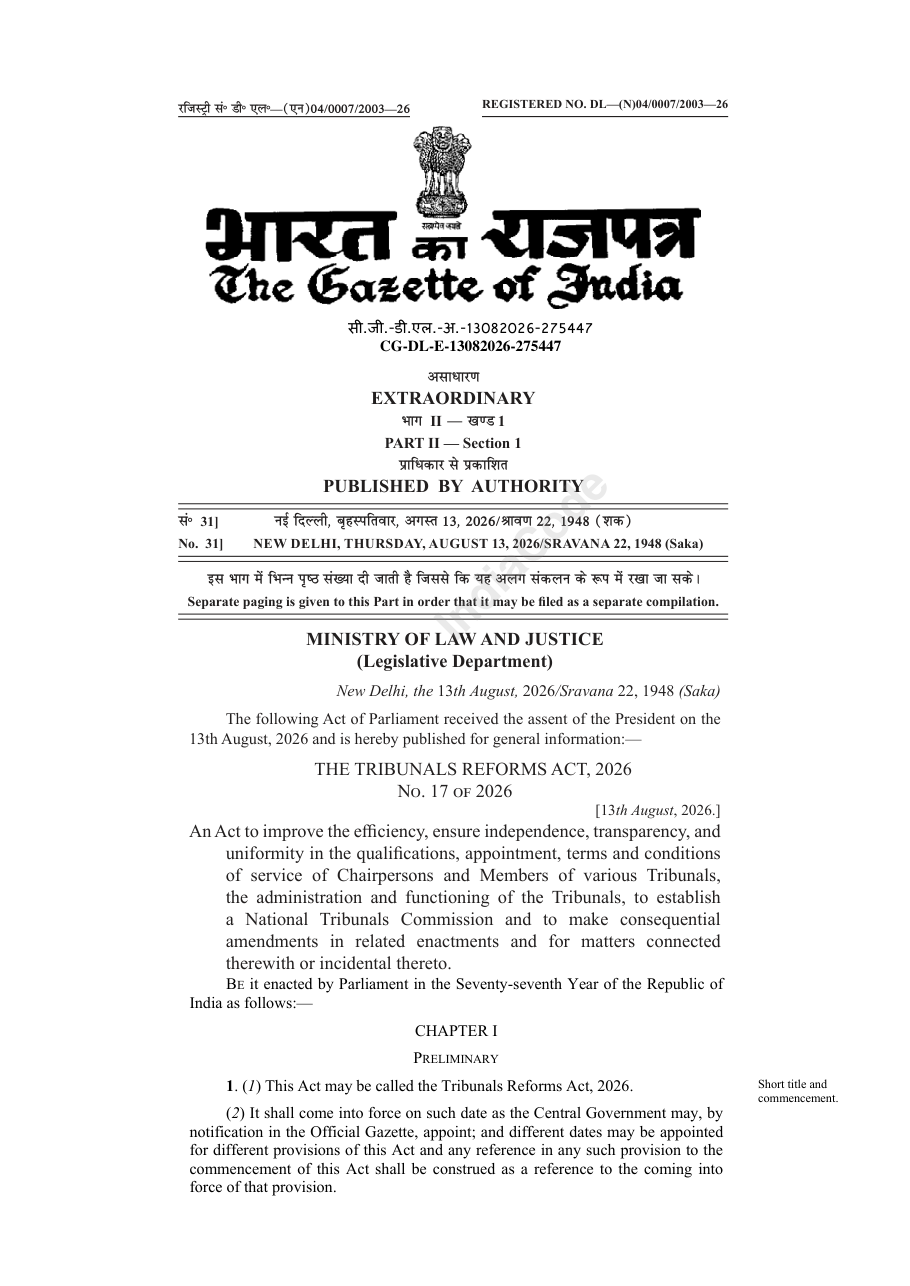 रजिस्ट्री सं॰ डी॰ एल॰—(एन)04/0007/2003—26
REGISTERED NO. DL—(N)04/0007/2003—26
सत्यमेव जयते
भारत का राजपत्र
The Gazette of India
सी.जी.-डी.एल.-अ.-13082026-275447
CG-DL-E-13082026-275447
असाधारण
EXTRAORDINARY
भाग II — खण्ड 1
PART II — Section 1
प्राधिकार से प्रकाशित
PUBLISHED BY AUTHORITY
सं॰ 31] नई दिल्ली, बृहस्पतिवार, अगस्त 13, 2026/श्रावण 22, 1948 (शक)
No. 31] NEW DELHI, THURSDAY, AUGUST 13, 2026/SRAVANA 22, 1948 (Saka)
इस भाग में भिन्न पृष्ठ संख्या दी जाती है जिससे कि यह अलग संकलन के रूप में रखा जा सके।
Separate paging is given to this Part in order that it may be filed as a separate compilation.
IndiaCode
MINISTRY OF LAW AND JUSTICE
(Legislative Department)
New Delhi, the 13th August, 2026/Sravana 22, 1948 (Saka)
The following Act of Parliament received the assent of the President on the
13th August, 2026 and is hereby published for general information:—
THE TRIBUNALS REFORMS ACT, 2026
No. 17 of 2026
[13th August, 2026.]
An Act to improve the efficiency, ensure independence, transparency, and
uniformity in the qualifications, appointment, terms and conditions
of service of Chairpersons and Members of various Tribunals,
the administration and functioning of the Tribunals, to establish
a National Tribunals Commission and to make consequential
amendments in related enactments and for matters connected
therewith or incidental thereto.
Be it enacted by Parliament in the Seventy-seventh Year of the Republic of
India as follows:—
CHAPTER I
Preliminary
1. (1) This Act may be called the Tribunals Reforms Act, 2026.
Short title and
commencement.
(2) It shall come into force on such date as the Central Government may, by
notification in the Official Gazette, appoint; and different dates may be appointed
for different provisions of this Act and any reference in any such provision to the
commencement of this Act shall be construed as a reference to the coming into
force of that provision.